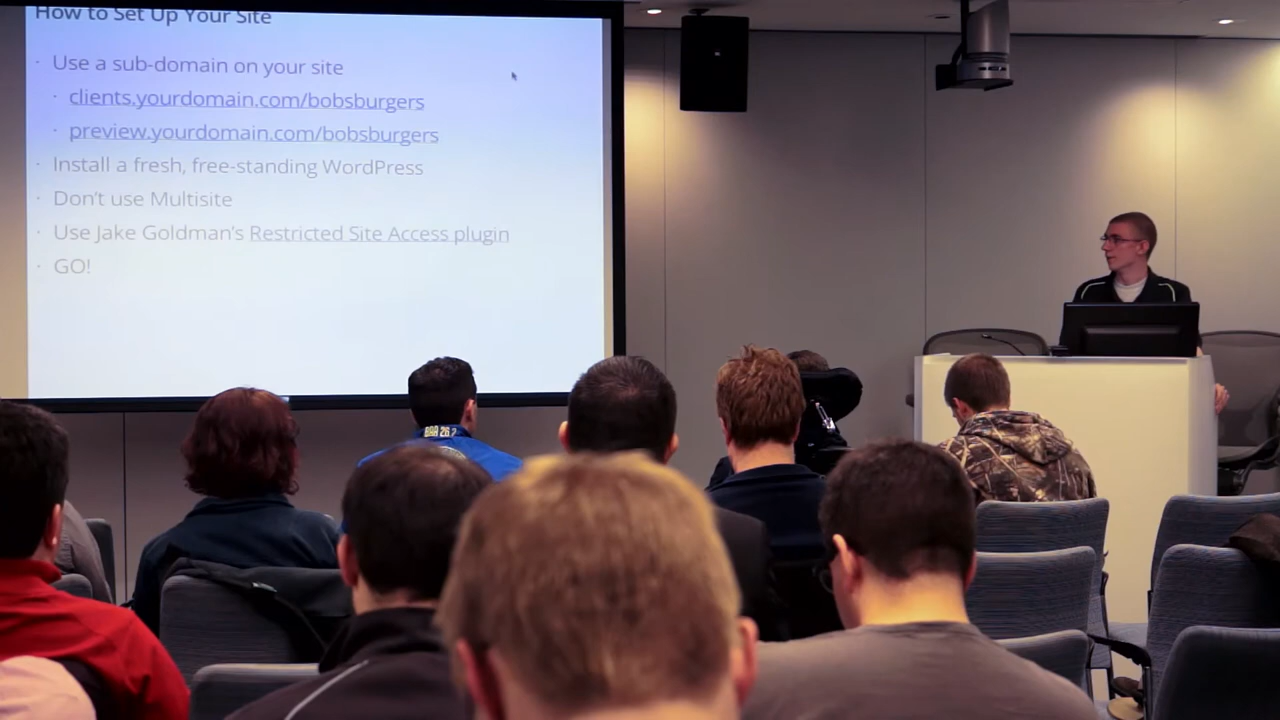 How to Set Up Your Site
· Use a sub-domain on your site
· clients.yourdomain.com/bobsburgers
· preview.yourdomain.com/bobsburgers
· Install a fresh, free-standing WordPress
· Don't use Multisite
· Use Jake Goldman's Restricted Site Access plugin
· GO!